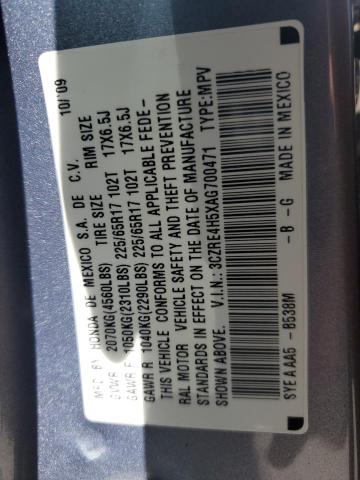 MFD BY HONDA DE MEXICO S.A. DE C.V. 10/'09
GVWR 2070KG(4560LBS) TIRE SIZE RIM SIZE
GAWR F 1050KG(2310LBS) 225/65R17 102T 17X6.5J
GAWR R 1040KG(2290LBS) 225/65R17 102T 17X6.5J
THIS VEHICLE CONFORMS TO ALL APPLICABLE FEDE-
RAL MOTOR VEHICLE SAFETY AND THEFT PREVENTION
STANDARDS IN EFFECT ON THE DATE OF MANUFACTURE
SHOWN ABOVE. V.I.N.: 3CZRE4H5XAG700471 TYPE:MPV
SYEAAA5 - B538M - B - G MADE IN MEXICO